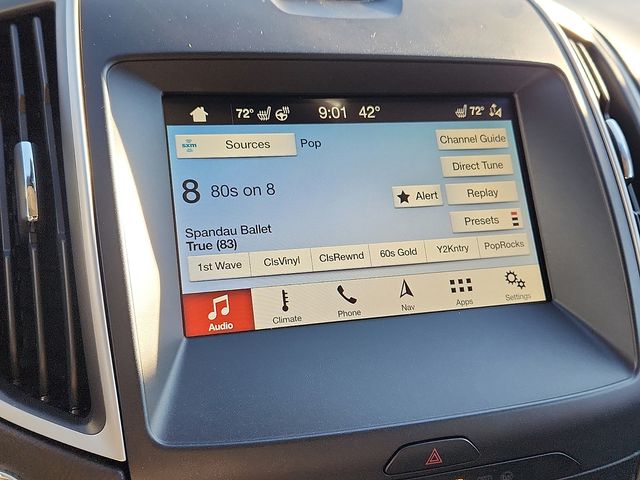 72° 9:01 42° 72°
sxm Sources Pop Channel Guide
Direct Tune
8 80s on 8 Alert Replay
Presets
Spandau Ballet
True (83)
1st Wave ClsVinyl ClsRewnd 60s Gold Y2Kntry PopRocks
Audio Climate Phone Nav Apps Settings